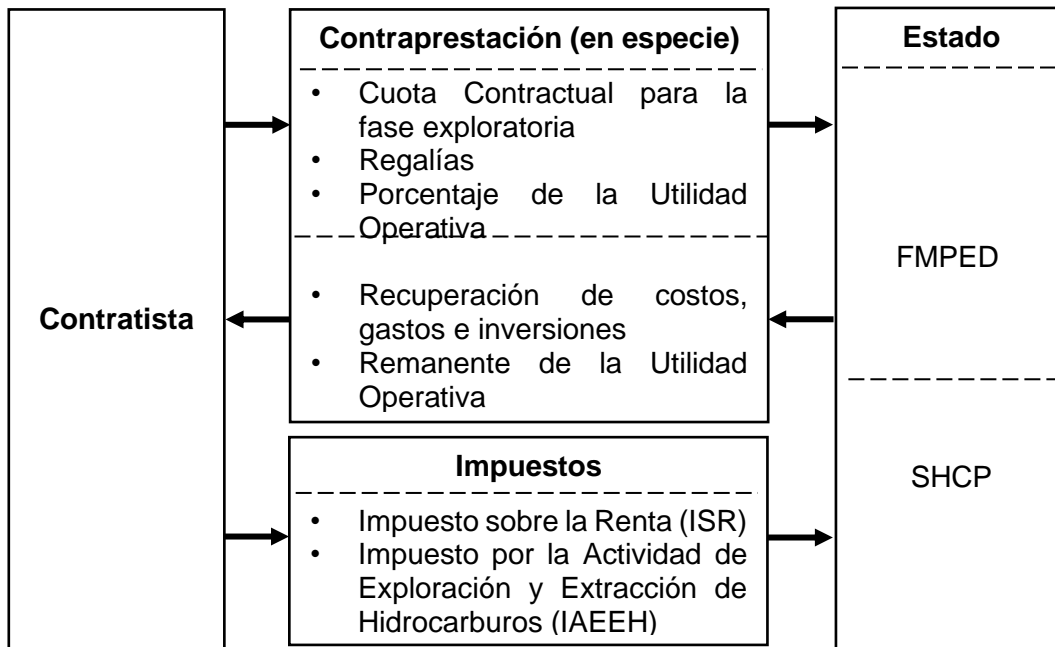 Contratista
Contraprestación (en especie)
• Cuota Contractual para la
fase exploratoria
• Regalías
• Porcentaje de la Utilidad
Operativa
• Recuperación de costos,
gastos e inversiones
• Remanente de la Utilidad
Operativa
Impuestos
• Impuesto sobre la Renta (ISR)
• Impuesto por la Actividad de
Exploración y Extracción de
Hidrocarburos (IAEEH)
Estado
FMPED
SHCP